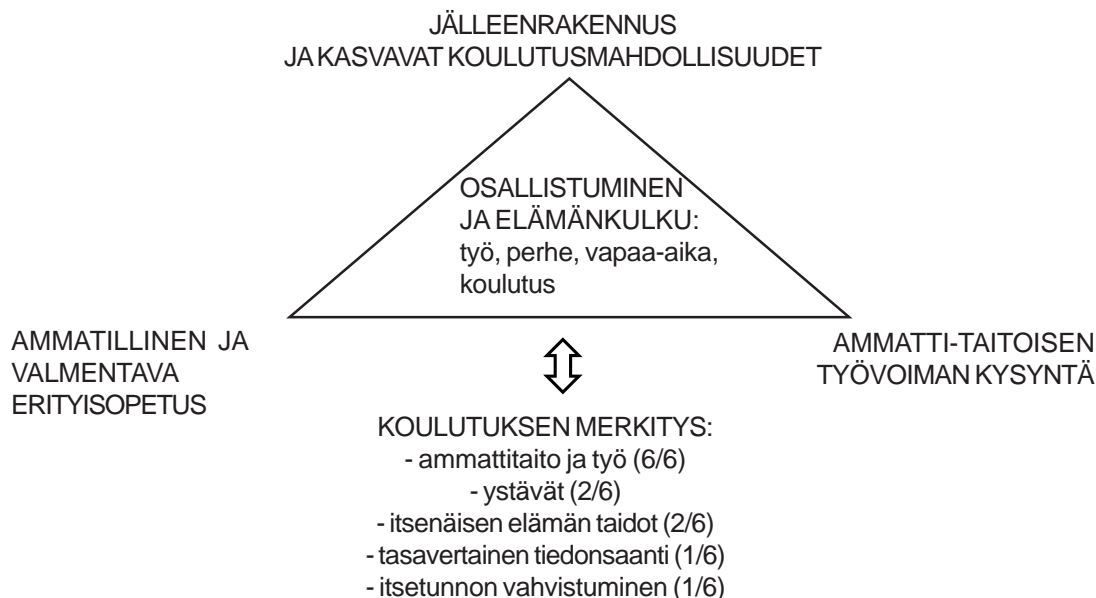 JÄLLEENRAKENNUS
JA KASVAVAT KOULUTUSMAHDOLLISUUDET
OSALLISTUMINEN
JA ELÄMÄNKULKU:
työ, perhe, vapaa-aika,
koulutus
AMMATILLINEN JA
VALMENTAVA
ERITYISOPETUS
AMMATTI-TAITOISEN
TYÖVOIMAN KYSYNTÄ
KOULUTUKSEN MERKITYS:
- ammattitaito ja työ (6/6)
- ystävät (2/6)
- itsenäisen elämän taidot (2/6)
- tasavertainen tiedonsaanti (1/6)
- itsetunnon vahvistuminen (1/6)